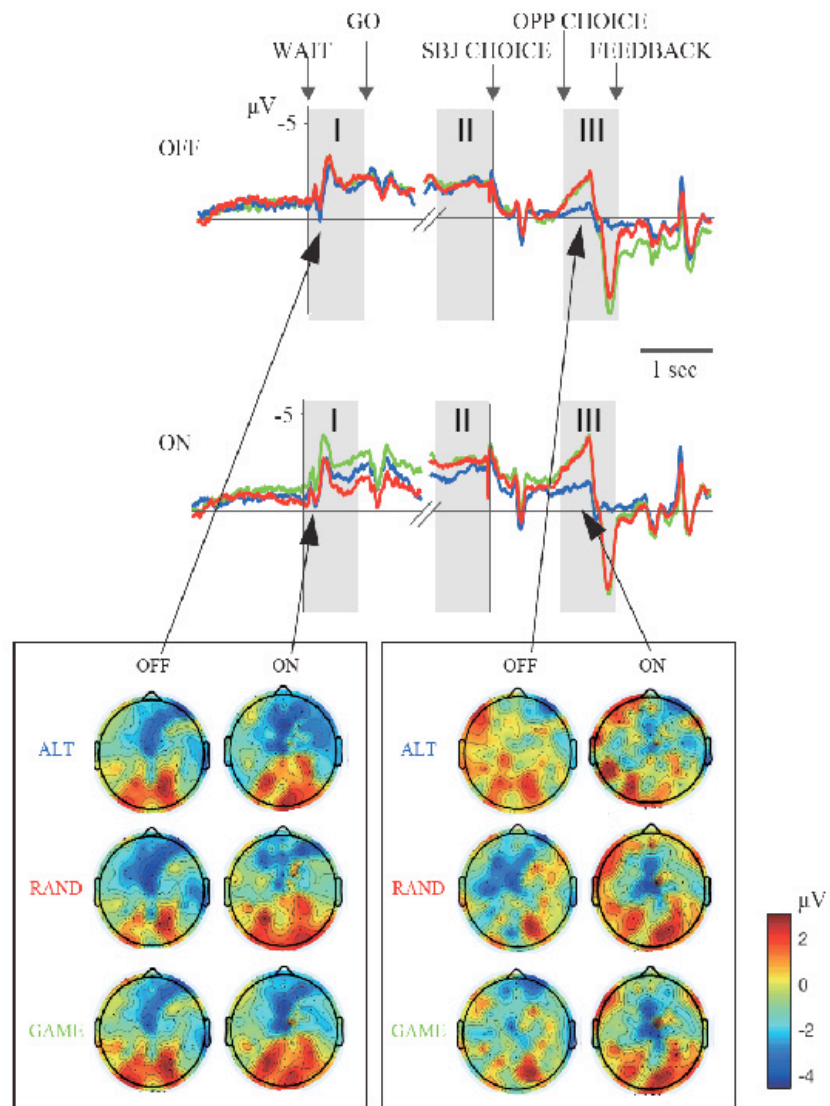 GO
OPP CHOICE
WAIT
SBJ CHOICE
FEEDBACK
µV
-5
I
II
III
OFF
1 sec
-5
I
II
III
ON
OFF
ON
OFF
ON
ALT
ALT
RAND
RAND
µV
2
0
GAME
GAME
-2
-4